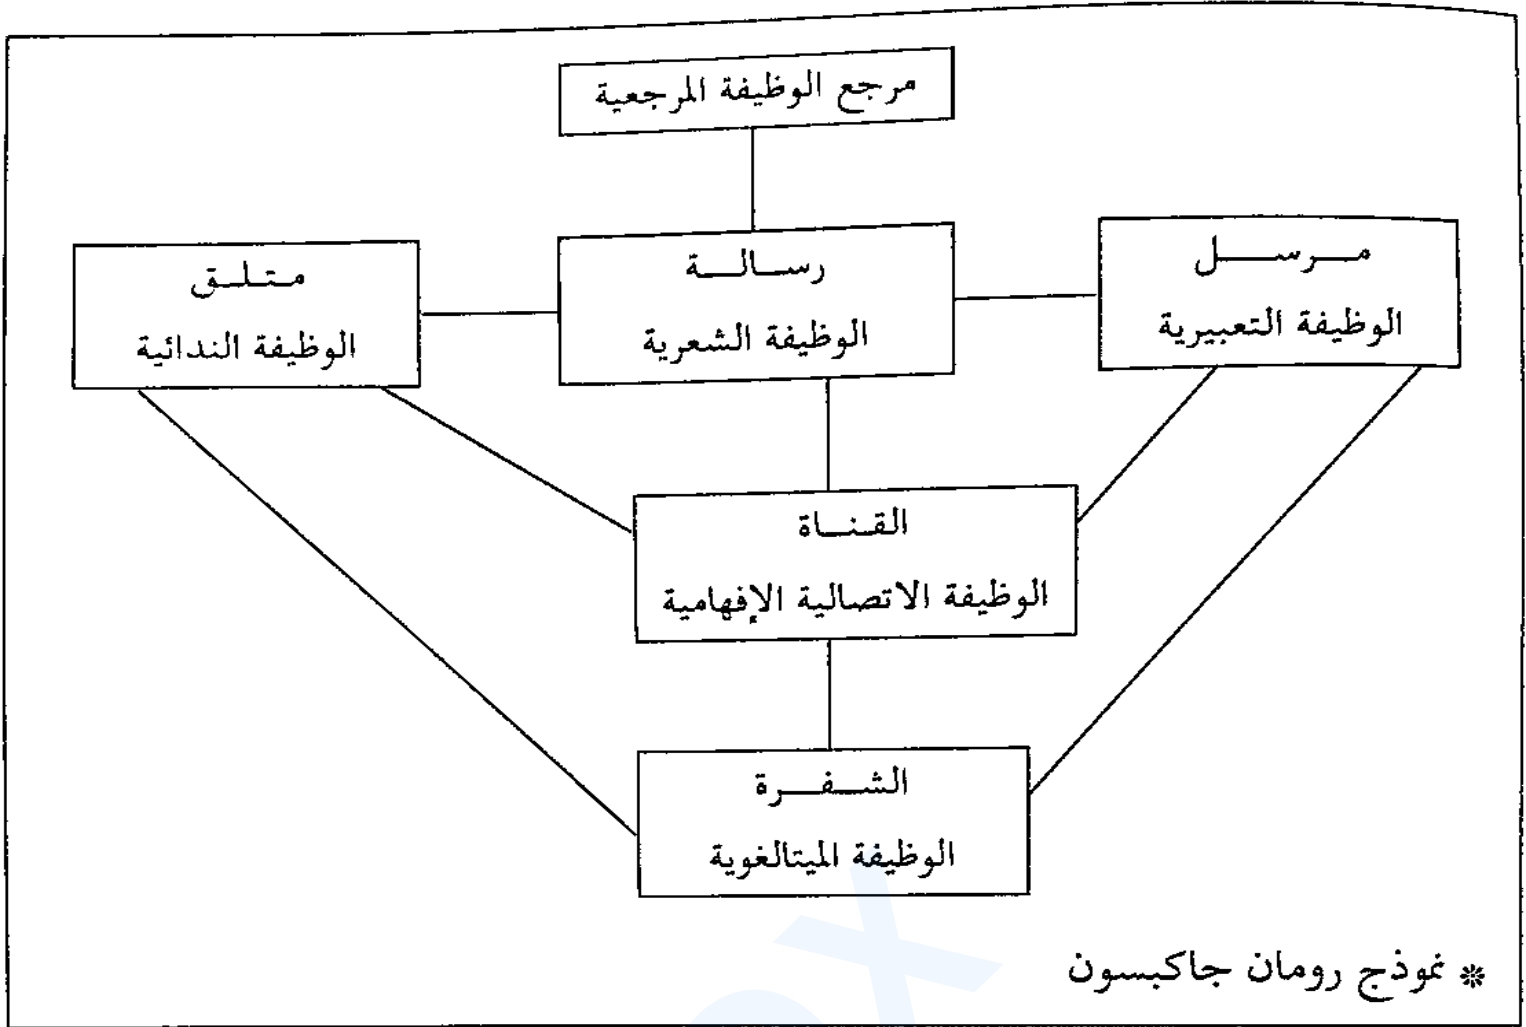 مرجع الوظيفة المرجعية
مرسل
الوظيفة التعبيرية
رسالة
الوظيفة الشعرية
متلق
الوظيفة الندائية
القناة
الوظيفة الاتصالية الإفهامية
الشفرة
الوظيفة الميتالغوية
* نموذج رومان جاكبسون